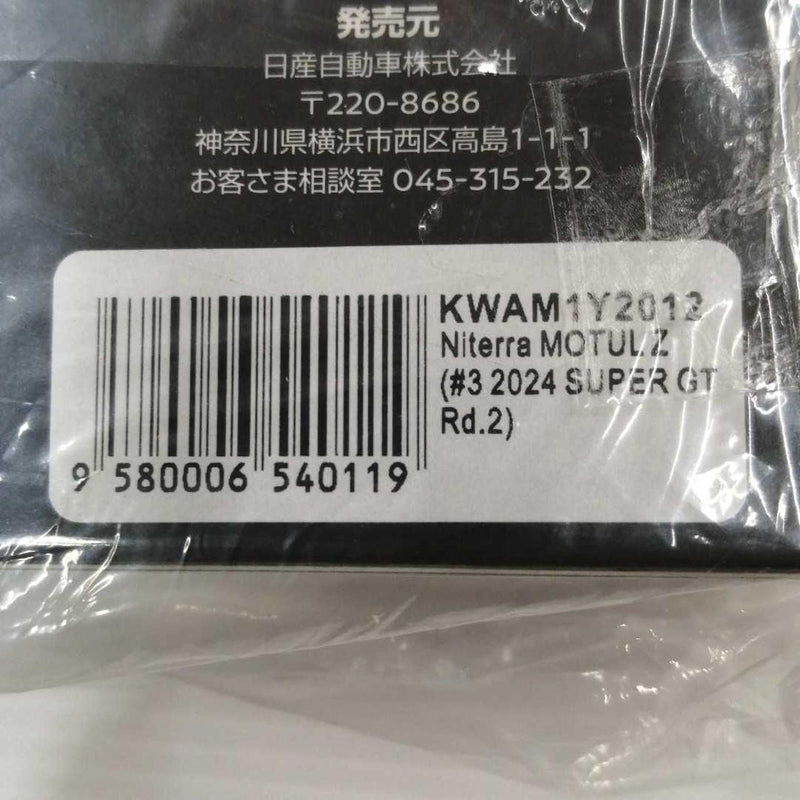 発売元
日産自動車株式会社
〒220-8686
神奈川県横浜市西区高島1-1-1
お客さま相談室 045-315-232
KWAM1Y2012
Niterra MOTUL Z
(#3 2024 SUPER GT
Rd.2)
9 580006 540119